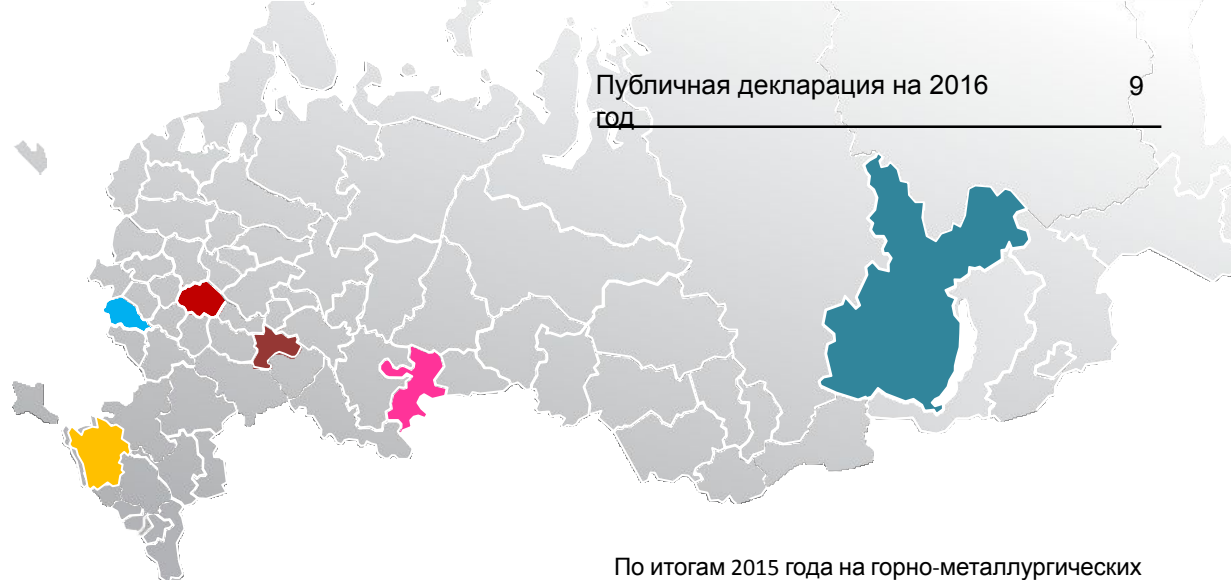 Публичная декларация на 2016 9
год
По итогам 2015 года на горно-металлургических